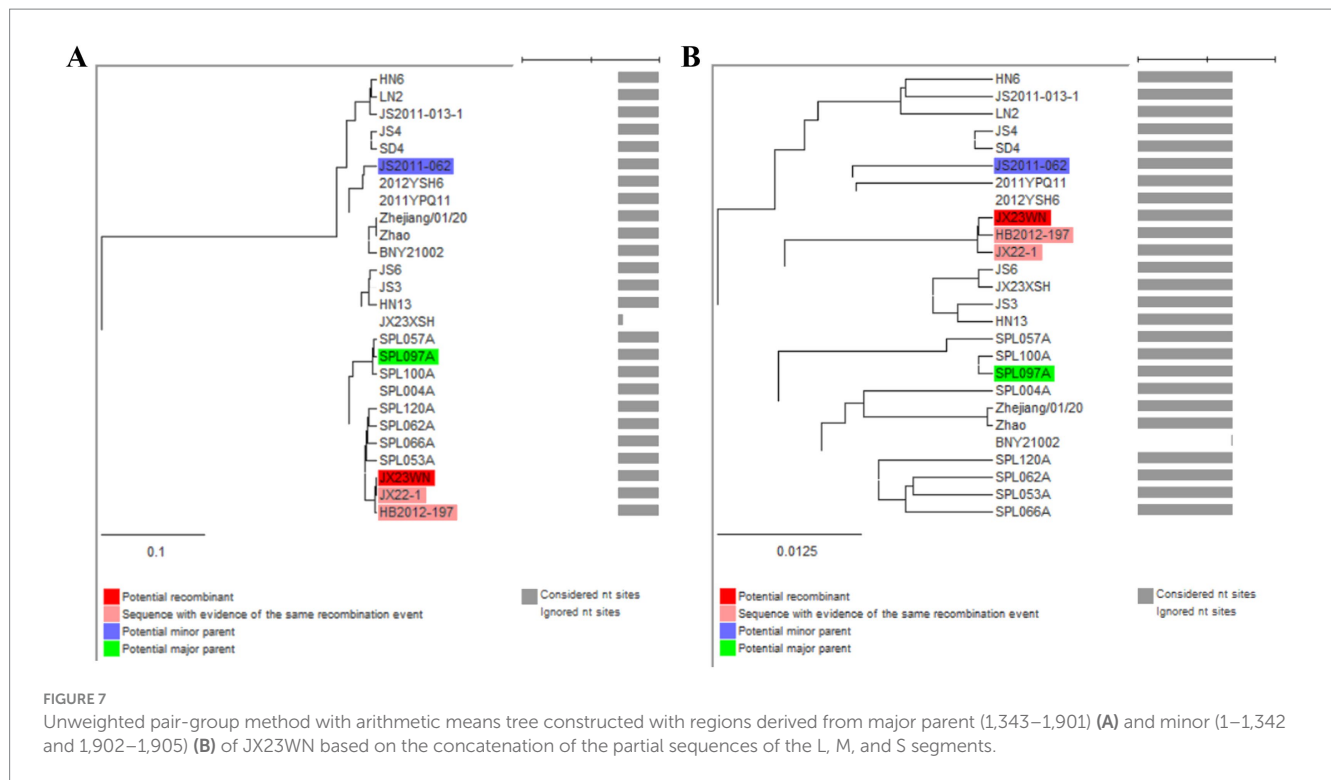 A
HN6
LN2
JS2011-013-1
JS4
SD4
JS2011-062
2012YSH6
2011YPQ11
Zhejiang/01/20
Zhao
BNY21002
JS6
JS3
HN13
JX23XSH
SPL057A
SPL097A
SPL100A
SPL004A
SPL120A
SPL062A
SPL066A
SPL053A
JX23WN
JX22-1
HB2012-197
0.1
Potential recombinant
Sequence with evidence of the same recombination event
Potential minor parent
Potential major parent
Considered nt sites
Ignored nt sites
B
HN6
JS2011-013-1
LN2
JS4
SD4
JS2011-062
2011YPQ11
2012YSH6
JX23WN
HB2012-197
JX22-1
JS6
JX23XSH
JS3
HN13
SPL057A
SPL100A
SPL097A
SPL004A
Zhejiang/01/20
Zhao
BNY21002
SPL120A
SPL062A
SPL053A
SPL066A
0.0125
Potential recombinant
Sequence with evidence of the same recombination event
Potential minor parent
Potential major parent
Considered nt sites
Ignored nt sites
FIGURE 7
Unweighted pair-group method with arithmetic means tree constructed with regions derived from major parent (1,343–1,901) (A) and minor (1–1,342
and 1,902–1,905) (B) of JX23WN based on the concatenation of the partial sequences of the L, M, and S segments.